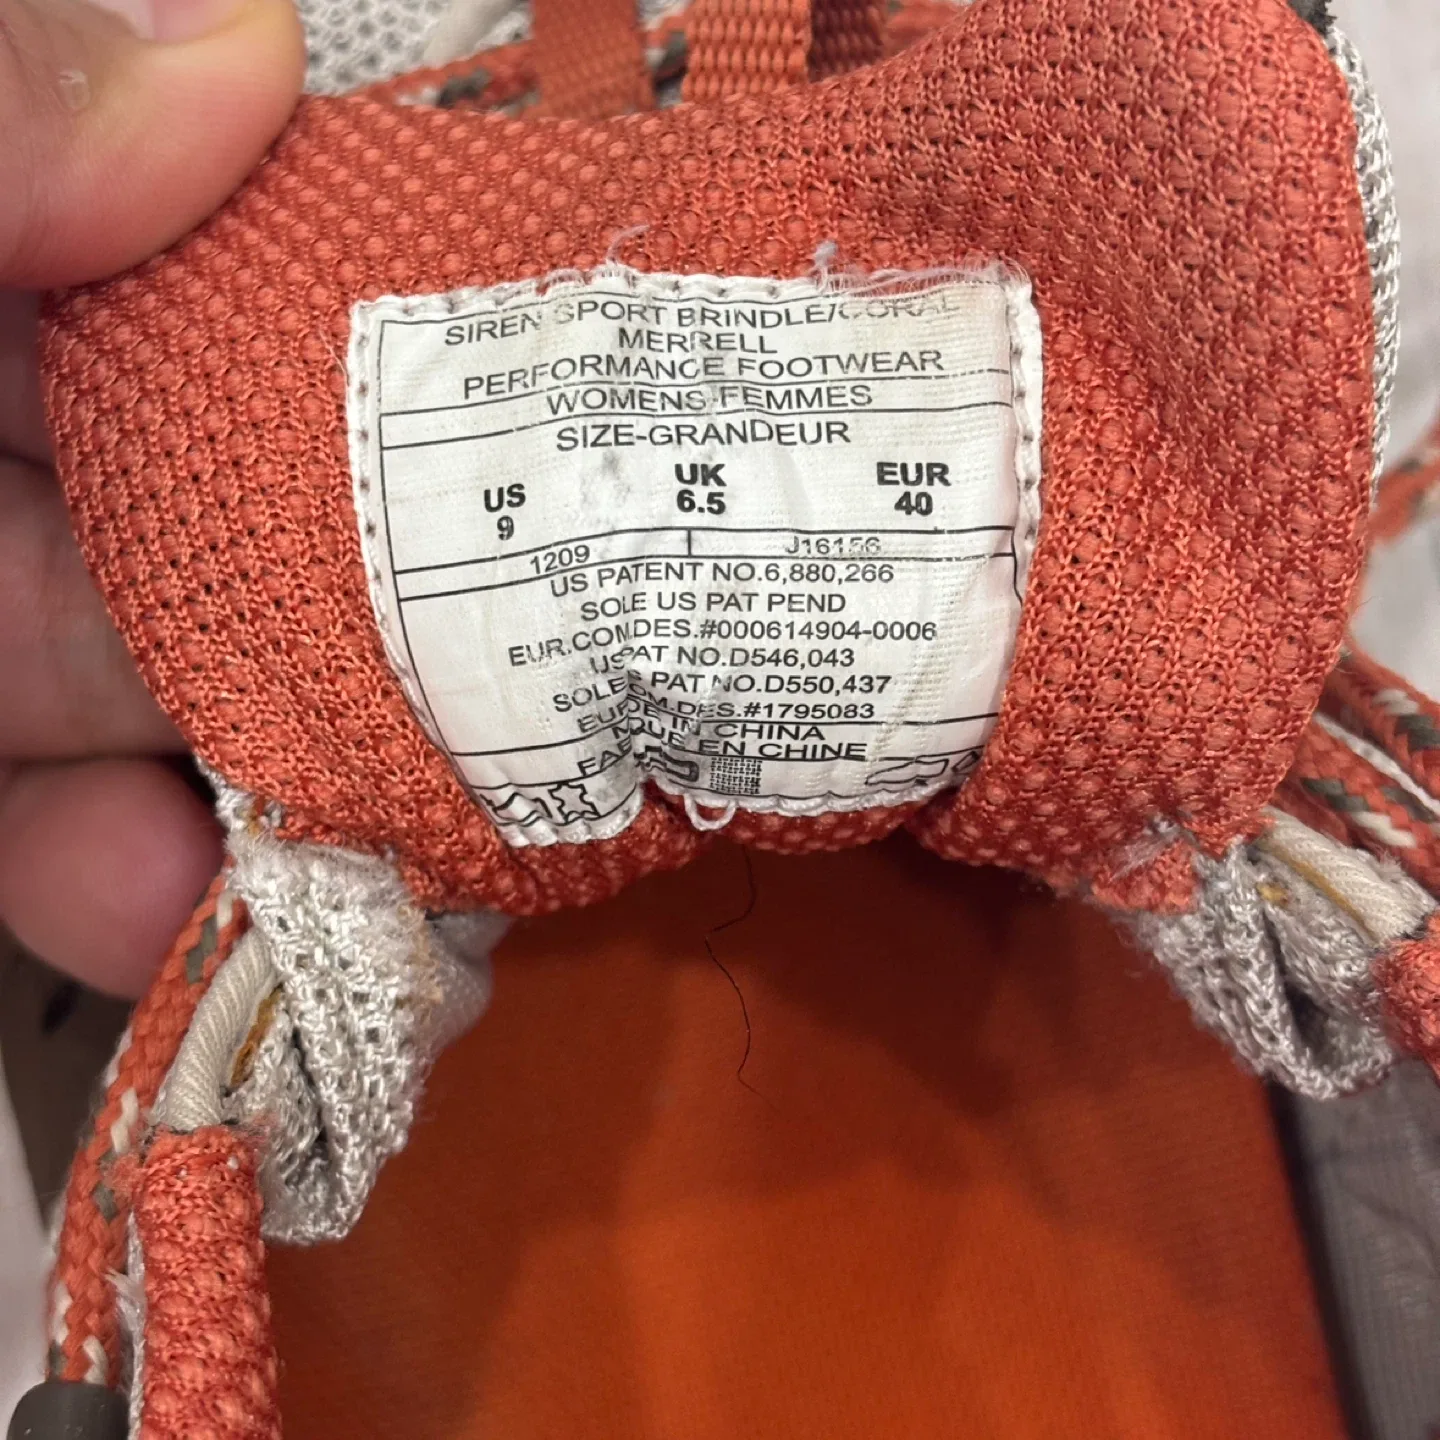 SIREN SPORT BRINDLE/CORAL
MERRELL
PERFORMANCE FOOTWEAR
WOMENS-FEMMES
SIZE-GRANDEUR
US UK EUR
9 6.5 40
1209 J16156
US PATENT NO.6,880,266
SOLE US PAT PEND
EUR.COM.DES.#000614904-0006
US PAT NO.D546,043
SOLE PAT NO.D550,437
DES.#1795083
IN CHINA
EN CHINE